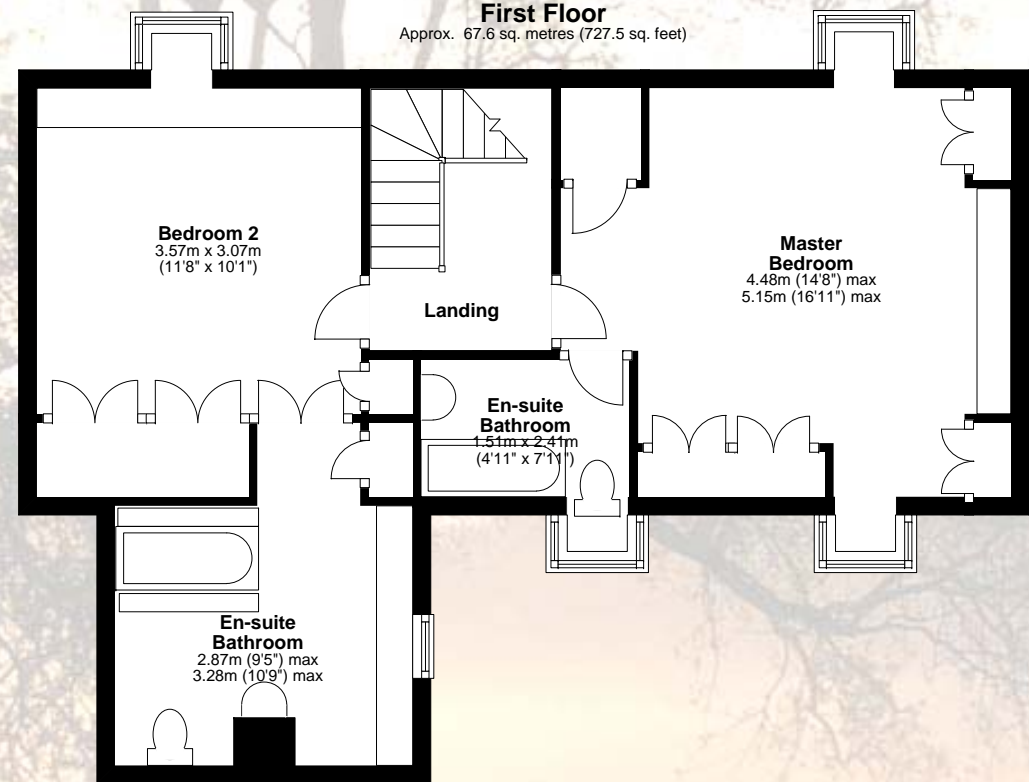 First Floor
Approx. 67.6 sq. metres (727.5 sq. feet)
Bedroom 2
3.57m x 3.07m
(11'8" x 10'1")
Landing
Master
Bedroom
4.48m (14'8") max
5.15m (16'11") max
En-suite
Bathroom
1.51m x 2.41m
(4'11" x 7'11")
En-suite
Bathroom
2.87m (9'5") max
3.28m (10'9") max